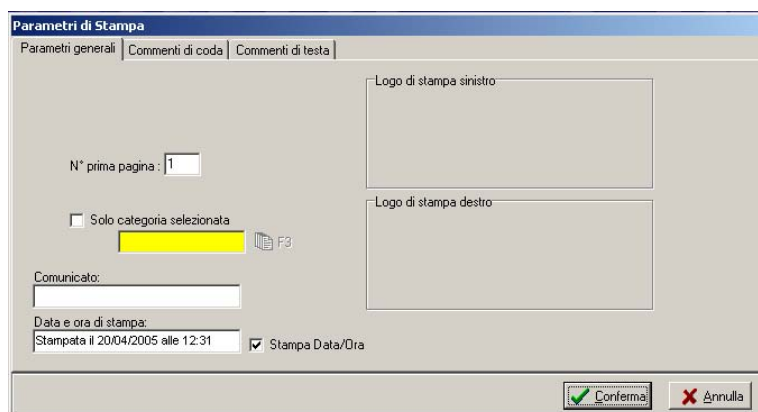 Parametri di Stampa
Parametri generali
Commenti di coda
Commenti di testa
Logo di stampa sinistro
N° prima pagina : 1
Logo di stampa destro
Solo categoria selezionata
F3
Comunicato:
Data e ora di stampa:
Stampata il 20/04/2005 alle 12:31
Stampa Data/Ora
Conferma
Annulla